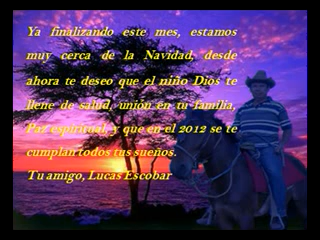 Ya finalizando este mes, estamos
muy cerca de la Navidad, desde
ahora te deseo que el niño Dios te
llene de salud, unión en tu familia,
Paz espiritual, y que en el 2012 se te
cumplan todos tus sueños.
Tu amigo, Lucas Escobar